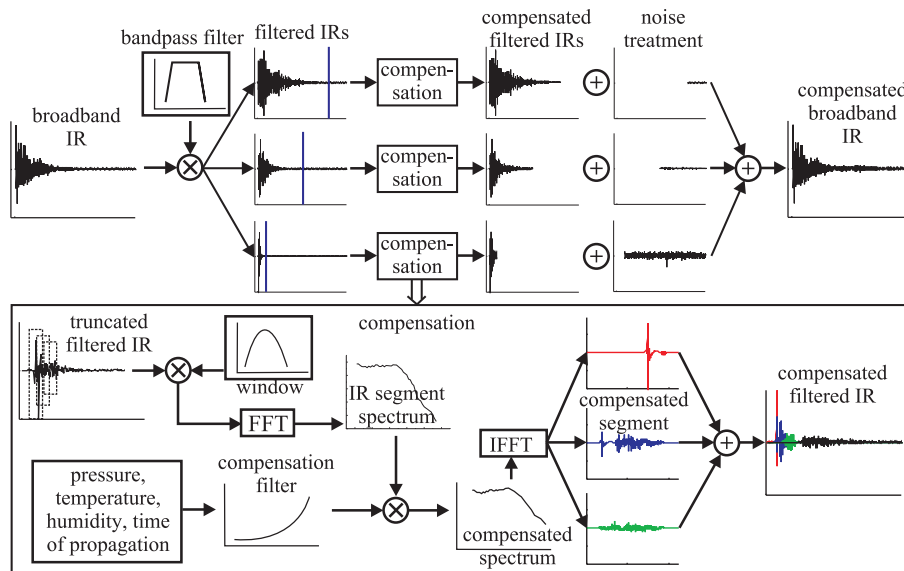 bandpass filter
filtered IRs
compensated
filtered IRs
noise
treatment
broadband
IR
compen-
sation
compen-
sation
compen-
sation
compensated
broadband
IR
truncated
filtered IR
window
FFT
compensation
IR segment
spectrum
pressure,
temperature,
humidity, time
of propagation
compensation
filter
IFFT
compensated
spectrum
compensated
segment
compensated
filtered IR